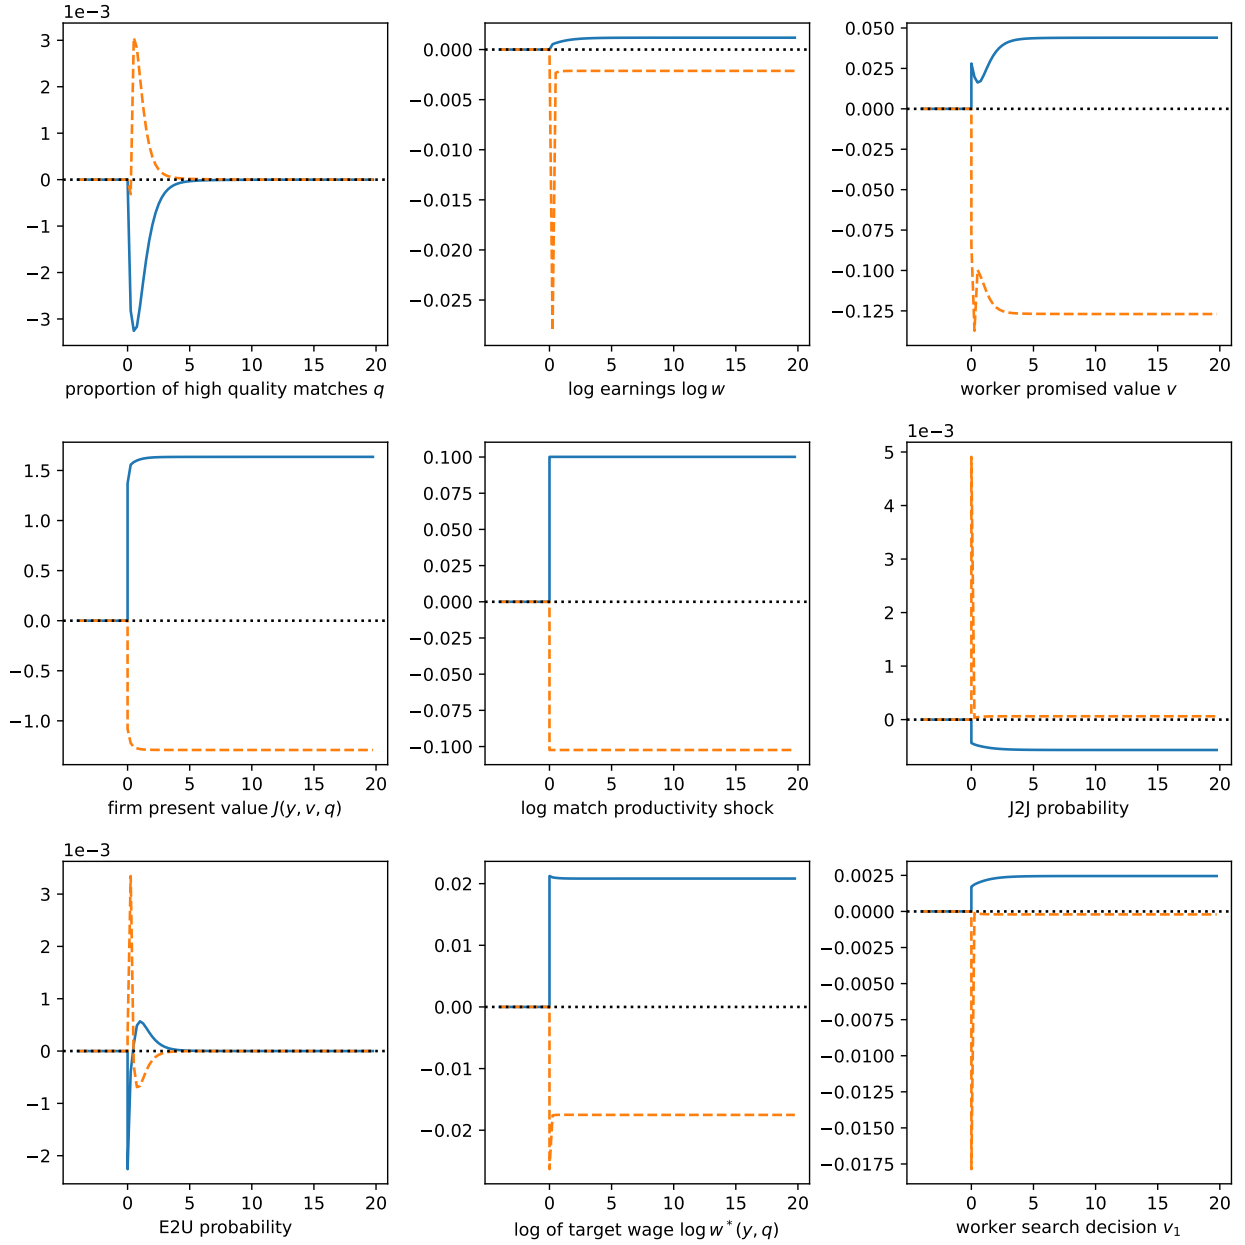 1e−3
3
2
1
0
−1
−2
−3
0 5 10 15 20
proportion of high quality matches q
0.000
−0.005
−0.010
−0.015
−0.020
−0.025
0 5 10 15 20
log earnings log w
0.050
0.025
0.000
−0.025
−0.050
−0.075
−0.100
−0.125
0 5 10 15 20
worker promised value v
1.5
1.0
0.5
0.0
−0.5
−1.0
0 5 10 15 20
firm present value J(y, v, q)
0.100
0.075
0.050
0.025
0.000
−0.025
−0.050
−0.075
−0.100
0 5 10 15 20
log match productivity shock
1e−3
5
4
3
2
1
0
0 5 10 15 20
J2J probability
1e−3
3
2
1
0
−1
−2
0 5 10 15 20
E2U probability
0.02
0.01
0.00
−0.01
−0.02
0 5 10 15 20
log of target wage log w*(y, q)
0.0025
0.0000
−0.0025
−0.0050
−0.0075
−0.0100
−0.0125
−0.0150
−0.0175
0 5 10 15 20
worker search decision v₁